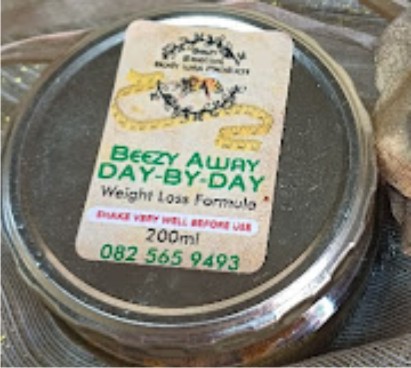 BEEZY AWAY
DAY-BY-DAY
Weight Loss Formula
SHAKE VERY WELL BEFORE USE
200ml
082 565 9493